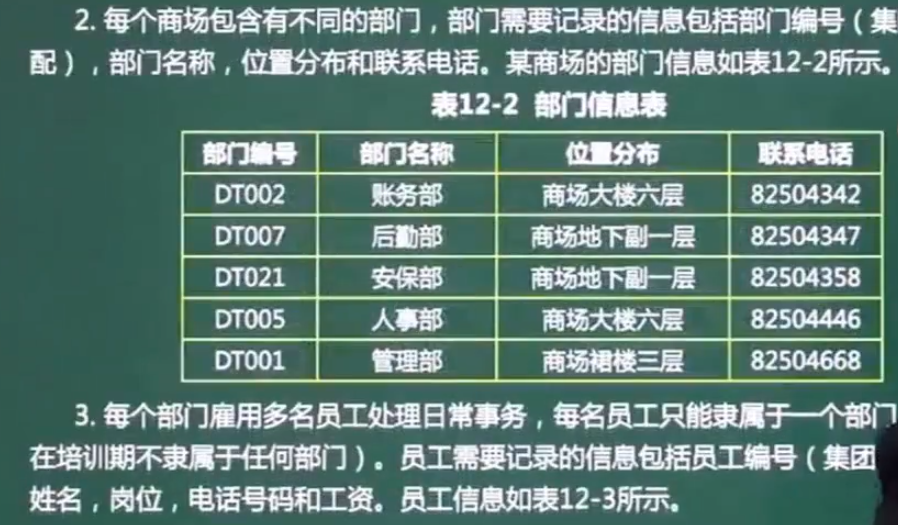 2. 每个商场包含有不同的部门，部门需要记录的信息包括部门编号（集
配），部门名称，位置分布和联系电话。某商场的部门信息如表12-2所示。
表12-2 部门信息表
部门编号 部门名称 位置分布 联系电话
DT002 账务部 商场大楼六层 82504342
DT007 后勤部 商场地下副一层 82504347
DT021 安保部 商场地下副一层 82504358
DT005 人事部 商场大楼六层 82504446
DT001 管理部 商场裙楼三层 82504668
3. 每个部门雇用多名员工处理日常事务，每名员工只能隶属于一个部门
在培训期不隶属于任何部门）。员工需要记录的信息包括员工编号（集团
姓名，岗位，电话号码和工资。员工信息如表12-3所示。